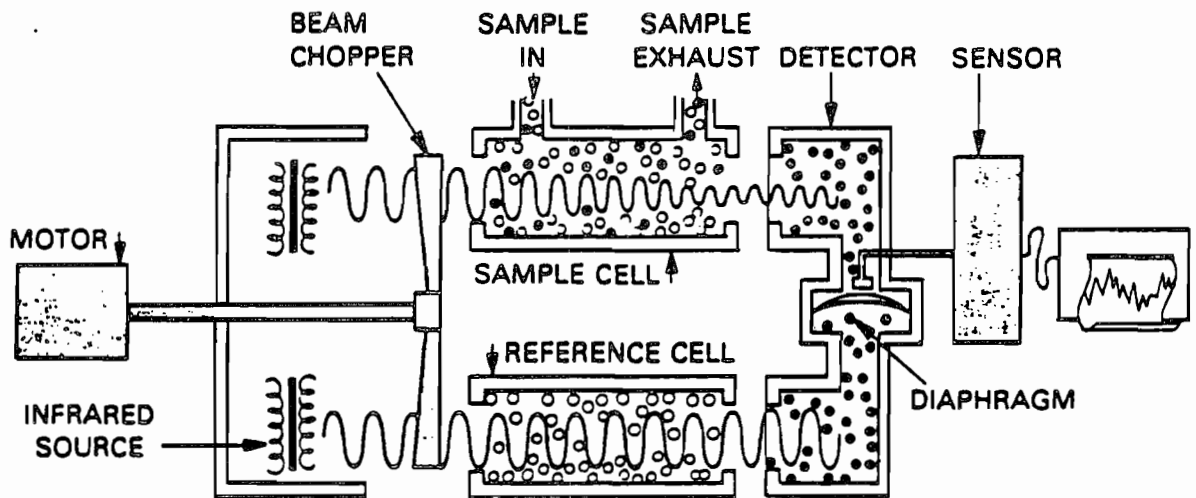 BEAM
CHOPPER
SAMPLE
IN
SAMPLE
EXHAUST
DETECTOR
SENSOR
MOTOR
SAMPLE CELL
REFERENCE CELL
INFRARED
SOURCE
DIAPHRAGM